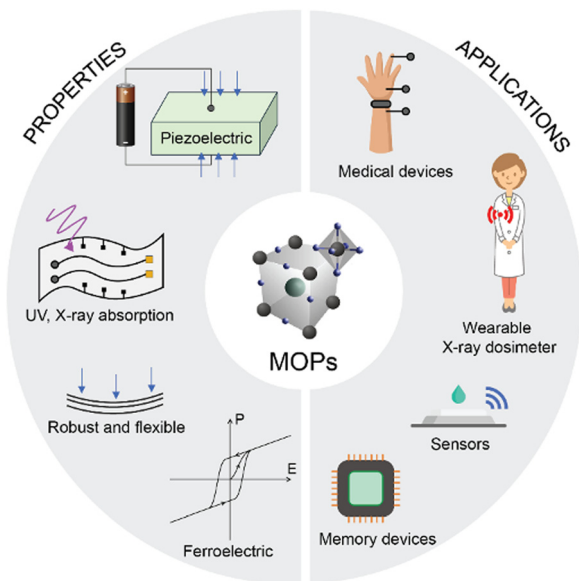 PROPERTIES
Piezoelectric
UV, X-ray absorption
Robust and flexible
P
E
Ferroelectric
MOPs
APPLICATIONS
Medical devices
Wearable
X-ray dosimeter
Sensors
Memory devices